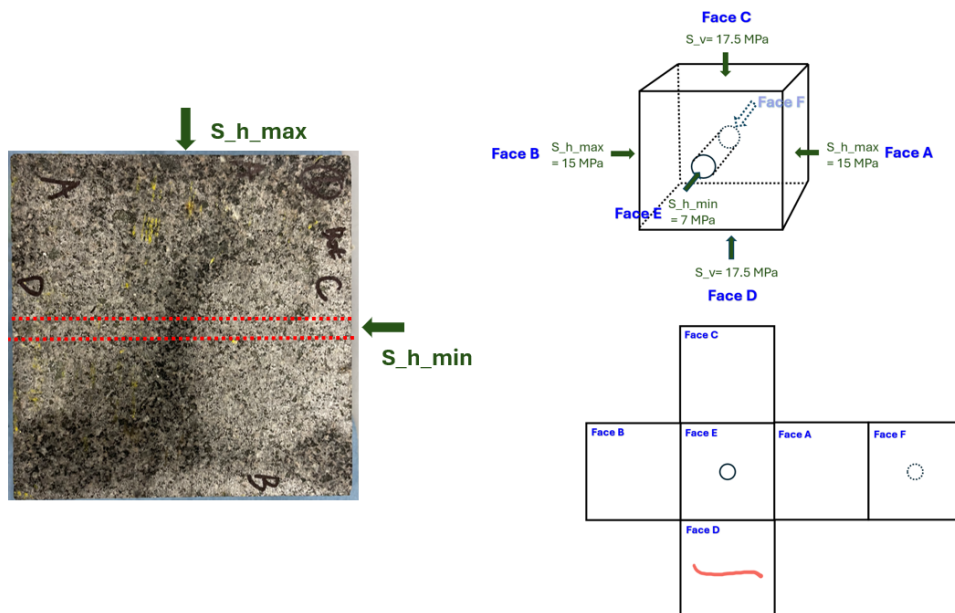 S_h_max
A
D
C
B
S_h_min
Face C
S_v= 17.5 MPa
Face F
Face B
S_h_max
= 15 MPa
S_h_max
= 15 MPa
Face A
S_h_min
= 7 MPa
Face E
S_v= 17.5 MPa
Face D
Face C
Face B
Face E
Face A
Face F
Face D